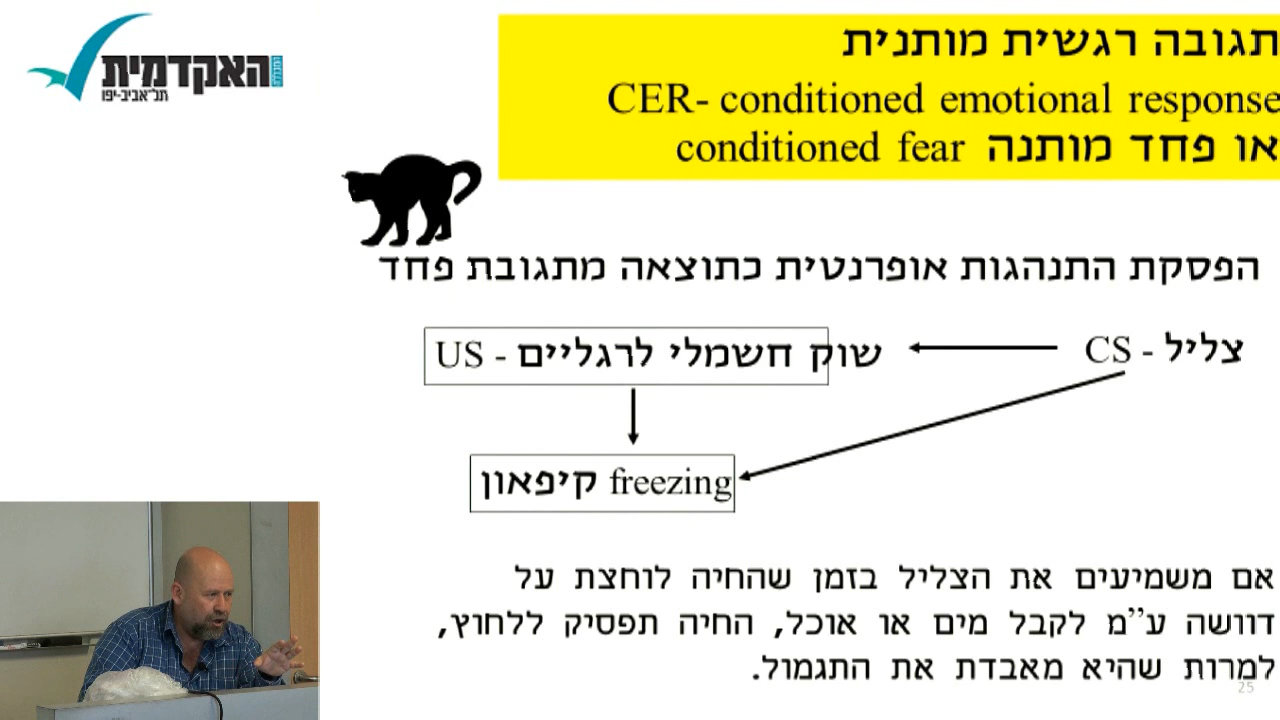 האקדמית
תל־אביב-יפו
תגובה רגשית מותנית
CER- conditioned emotional response
או פחד מותנה conditioned fear
הפסקת התנהגות אופרנטית כתוצאה מתגובת פחד
צליל - CS
שוק חשמלי לרגליים - US
קיפאון freezing
אם משמיעים את הצליל בזמן שהחיה לוחצת על
דוושה ע”מ לקבל מים או אוכל, החיה תפסיק ללחוץ,
למרות שהיא מאבדת את התגמול.
25